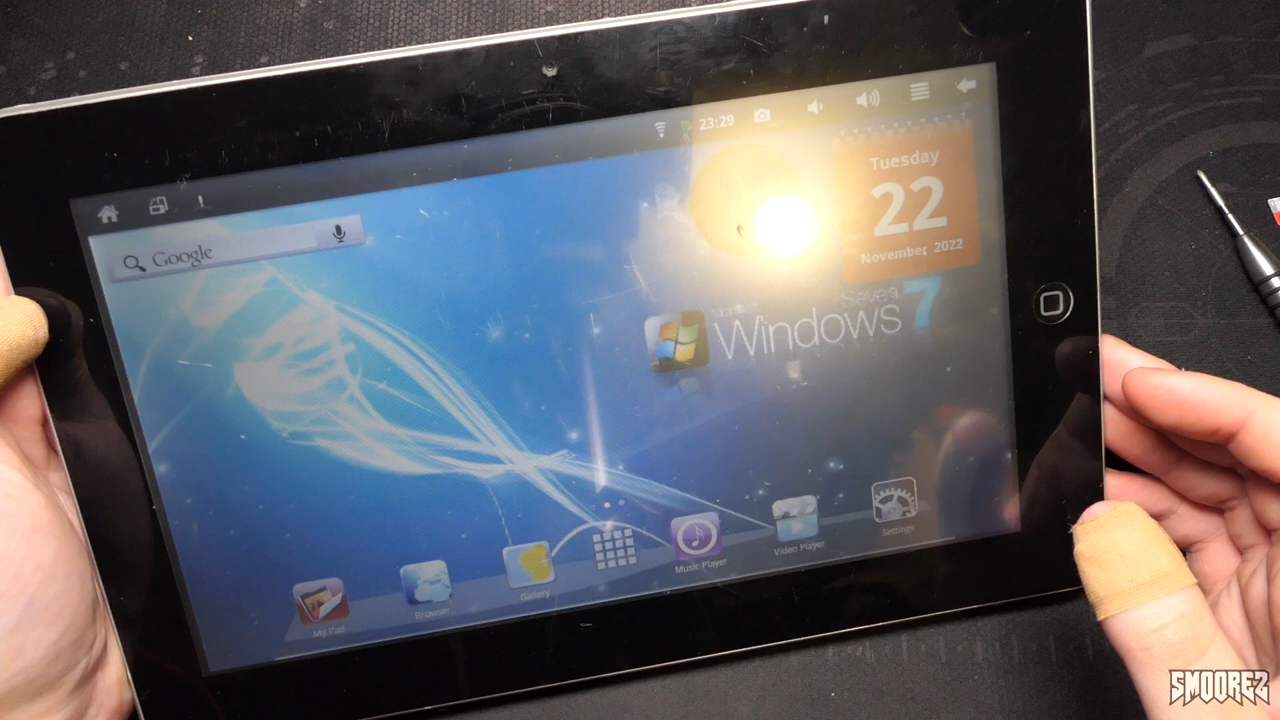 23:29
Google
Tuesday
22
November, 2022
Seven 7
Microsoft
Windows
My Pad
Browser
Gallery
Music Player
Video Player
Settings
SMOOREZ